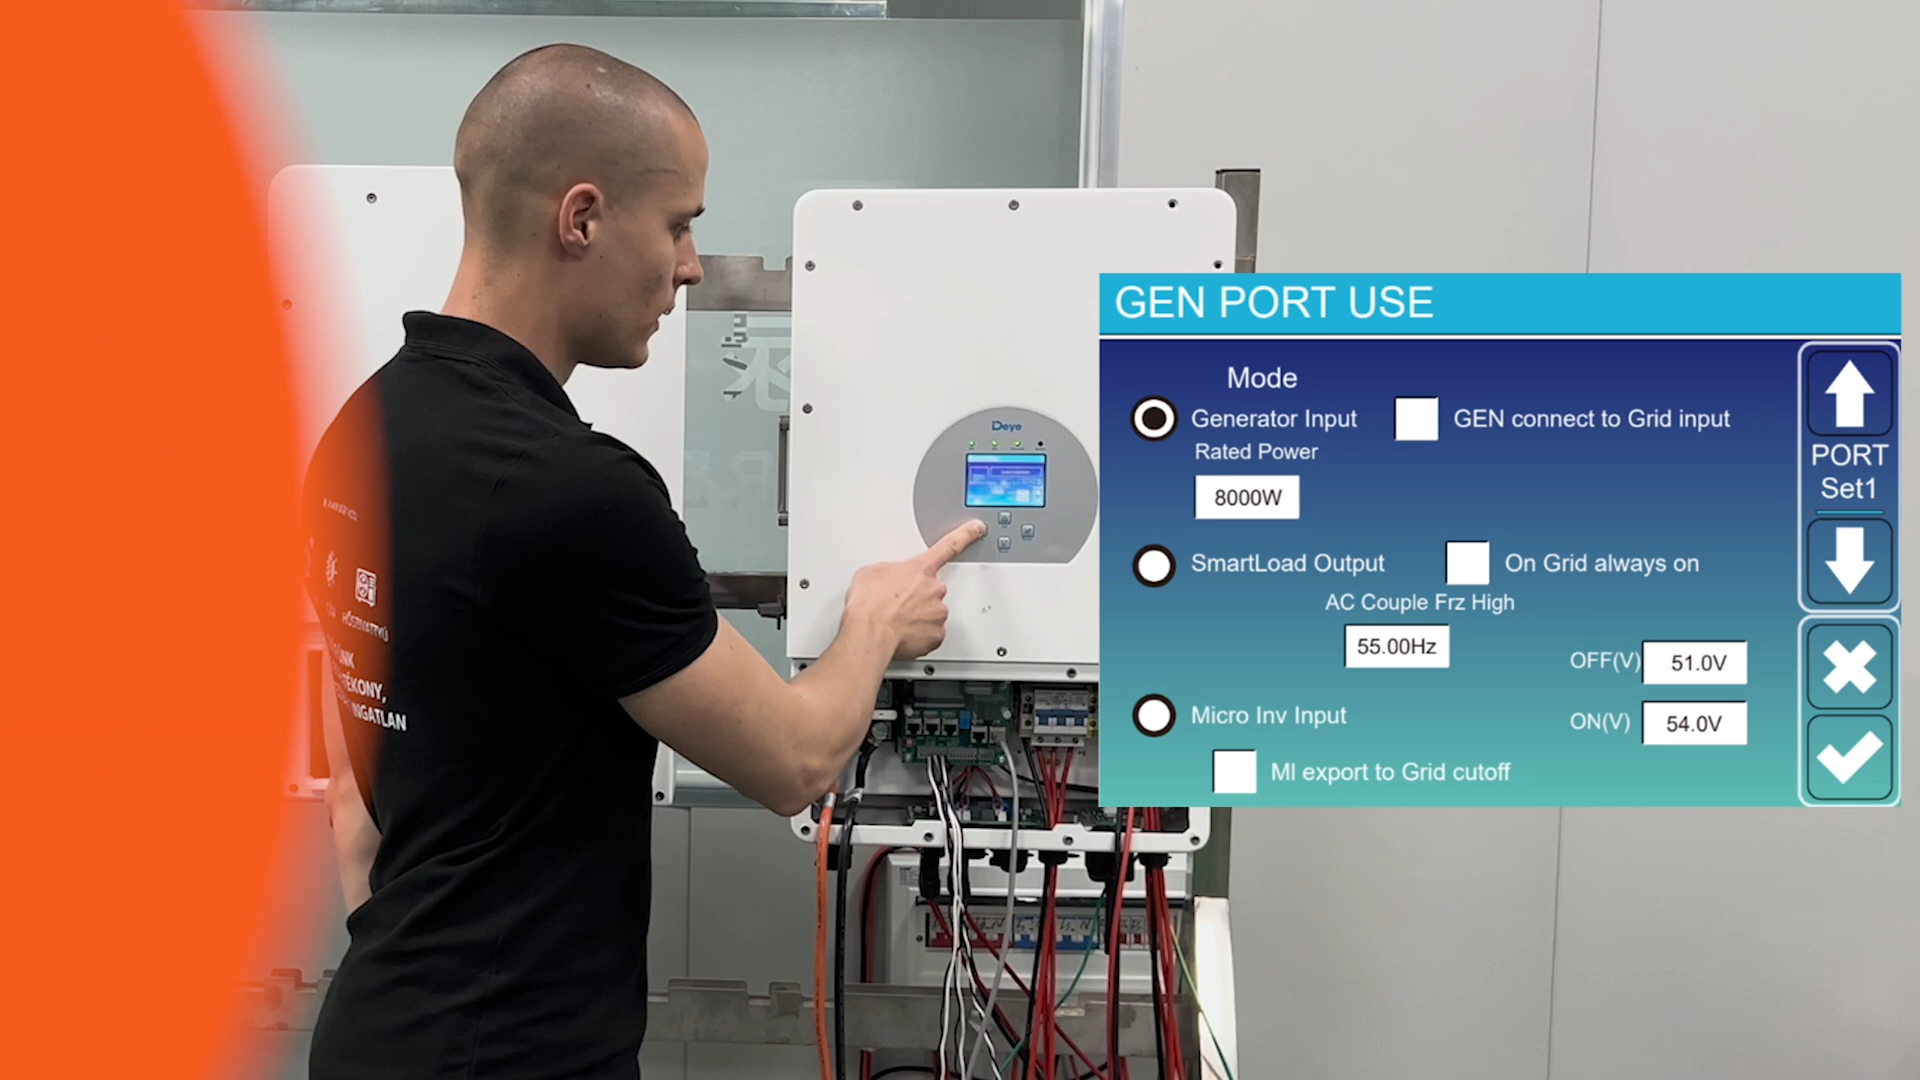 Deye
GEN PORT USE
Mode
Generator Input
GEN connect to Grid input
Rated Power
8000W
PORT
Set1
SmartLoad Output
On Grid always on
AC Couple Frz High
55.00Hz
OFF(V) 51.0V
Micro Inv Input
ON(V) 54.0V
MI export to Grid cutoff
HŐSZIVATTYÚ
INGATLAN